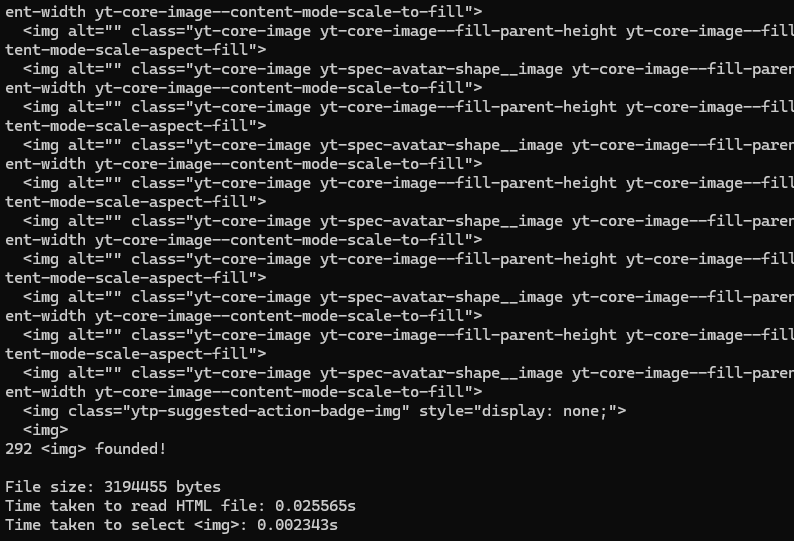 ent-width yt-core-image--content-mode-scale-to-fill">
  <img alt="" class="yt-core-image yt-core-image--fill-parent-height yt-core-image--fill
tent-mode-scale-aspect-fill">
  <img alt="" class="yt-core-image yt-spec-avatar-shape__image yt-core-image--fill-paren
ent-width yt-core-image--content-mode-scale-to-fill">
  <img alt="" class="yt-core-image yt-core-image--fill-parent-height yt-core-image--fill
tent-mode-scale-aspect-fill">
  <img alt="" class="yt-core-image yt-spec-avatar-shape__image yt-core-image--fill-paren
ent-width yt-core-image--content-mode-scale-to-fill">
  <img alt="" class="yt-core-image yt-core-image--fill-parent-height yt-core-image--fill
tent-mode-scale-aspect-fill">
  <img alt="" class="yt-core-image yt-spec-avatar-shape__image yt-core-image--fill-paren
ent-width yt-core-image--content-mode-scale-to-fill">
  <img alt="" class="yt-core-image yt-core-image--fill-parent-height yt-core-image--fill
tent-mode-scale-aspect-fill">
  <img alt="" class="yt-core-image yt-spec-avatar-shape__image yt-core-image--fill-paren
ent-width yt-core-image--content-mode-scale-to-fill">
  <img alt="" class="yt-core-image yt-core-image--fill-parent-height yt-core-image--fill
tent-mode-scale-aspect-fill">
  <img alt="" class="yt-core-image yt-spec-avatar-shape__image yt-core-image--fill-paren
ent-width yt-core-image--content-mode-scale-to-fill">
  <img class="ytp-suggested-action-badge-img" style="display: none;">
  <img>
292 <img> founded!

File size: 3194455 bytes
Time taken to read HTML file: 0.025565s
Time taken to select <img>: 0.002343s